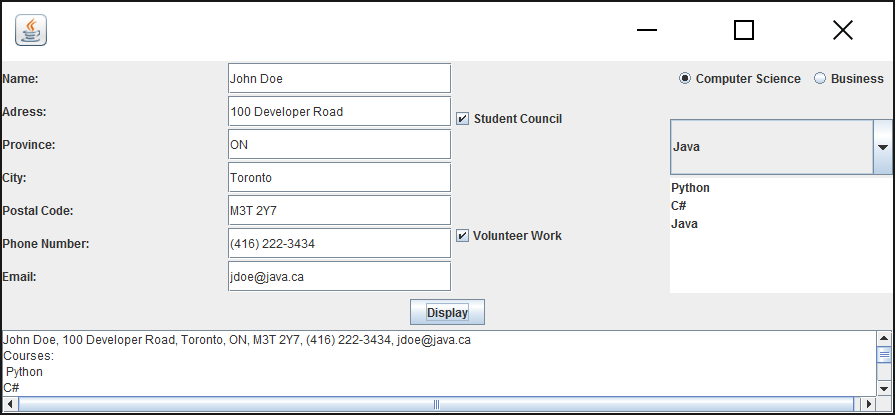 Name: John Doe
Computer Science Business
Adress: 100 Developer Road
Student Council
Province: ON
Java
City: Toronto
Python
Postal Code: M3T 2Y7
C#
Java
Phone Number: (416) 222-3434
Volunteer Work
Email: jdoe@java.ca
Display
John Doe, 100 Developer Road, Toronto, ON, M3T 2Y7, (416) 222-3434, jdoe@java.ca
Courses:
Python
C#